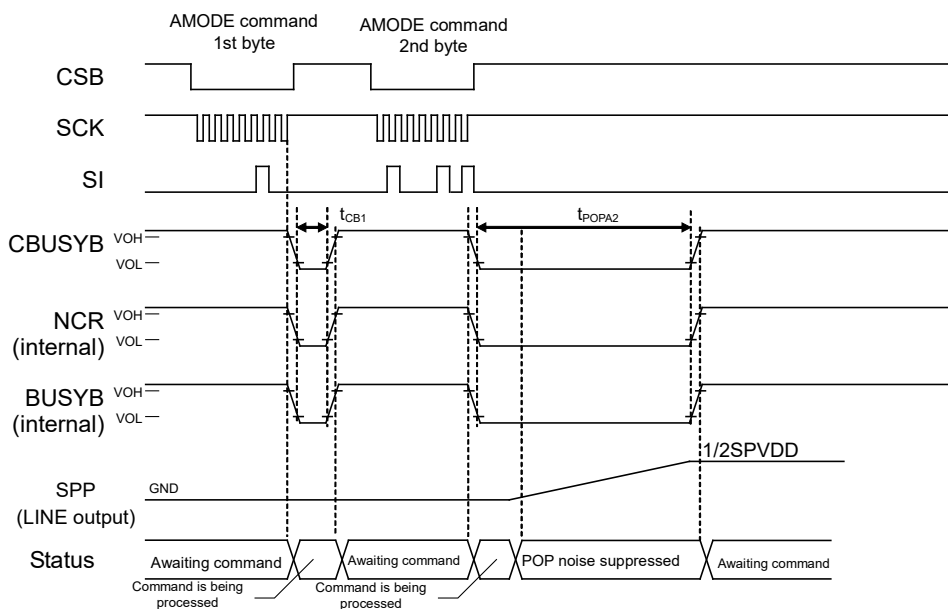 AMODE command
1st byte
AMODE command
2nd byte
CSB
SCK
SI
tCB1
tPOPA2
CBUSYB
VOH
VOL
NCR
(internal)
VOH
VOL
BUSYB
(internal)
VOH
VOL
1/2SPVDD
SPP
(LINE output)
GND
Status
Awaiting command
Awaiting command
POP noise suppressed
Awaiting command
Command is being
processed
Command is being
processed